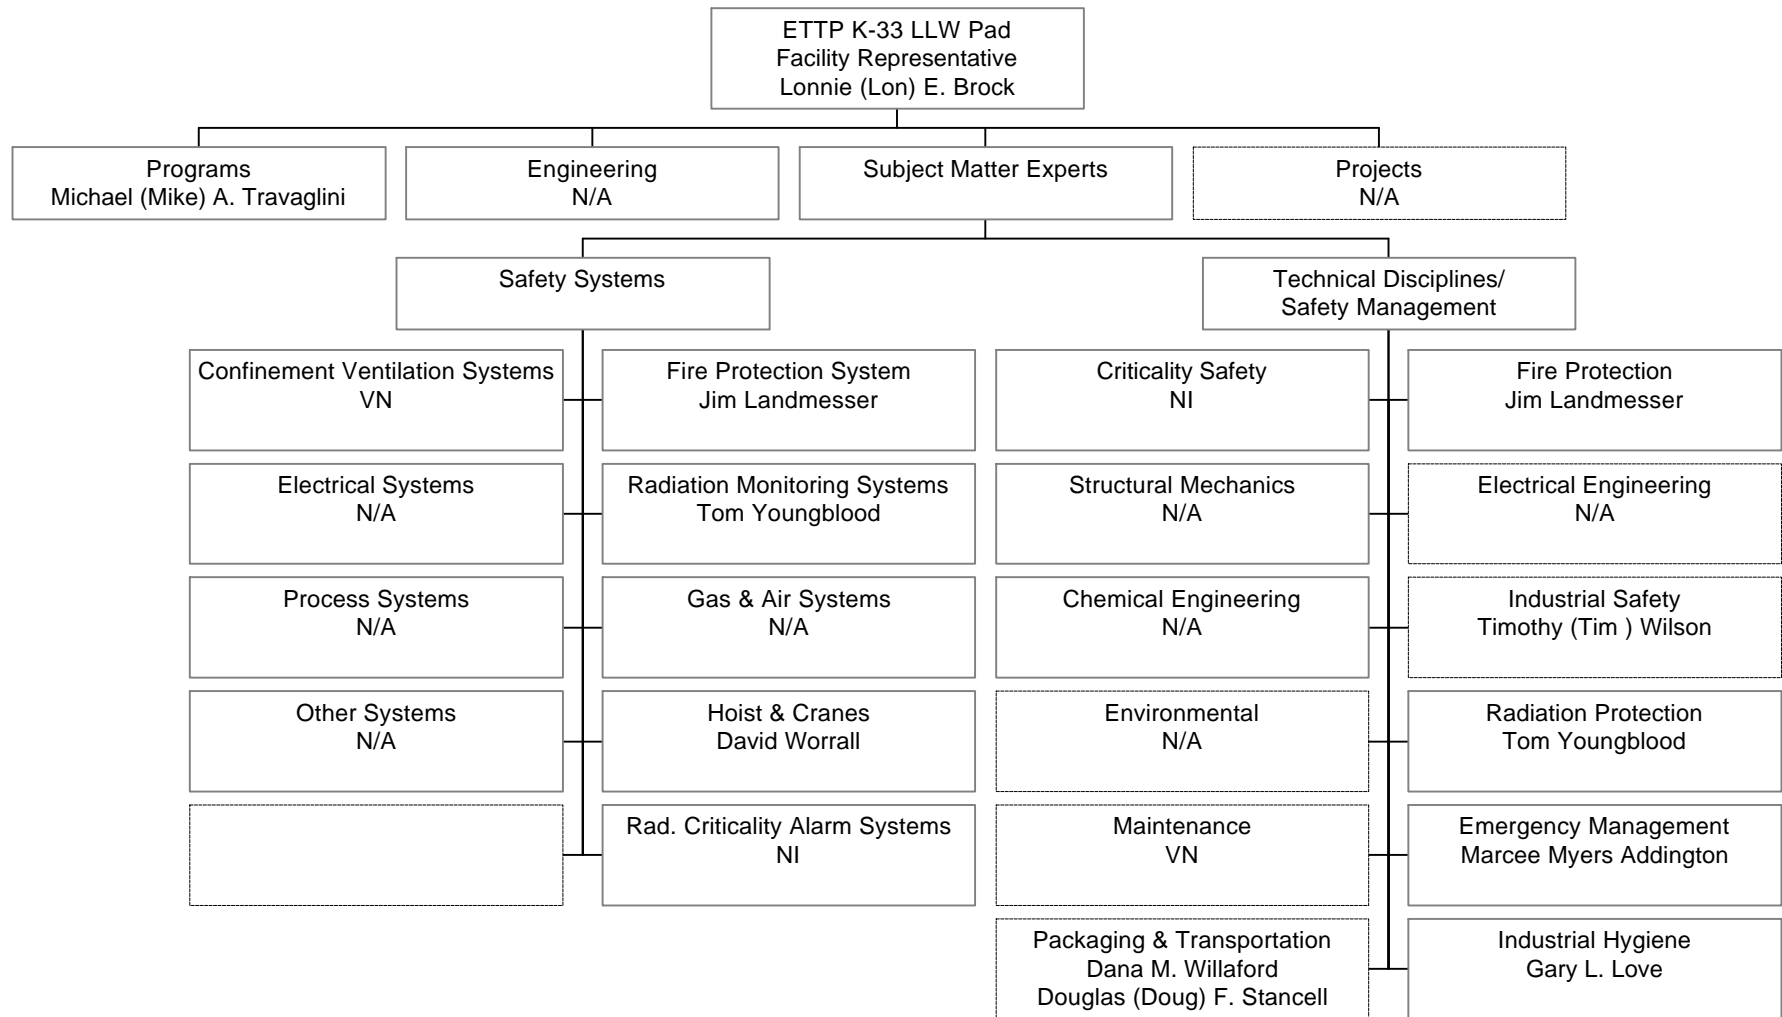 ETTP K-33 LLW Pad
Facility Representative
Lonnie (Lon) E. Brock
Programs
Michael (Mike) A. Travaglini
Engineering
N/A
Subject Matter Experts
Projects
N/A
Safety Systems
Technical Disciplines/
Safety Management
Confinement Ventilation Systems
VN
Fire Protection System
Jim Landmesser
Criticality Safety
NI
Fire Protection
Jim Landmesser
Electrical Systems
N/A
Radiation Monitoring Systems
Tom Youngblood
Structural Mechanics
N/A
Electrical Engineering
N/A
Process Systems
N/A
Gas & Air Systems
N/A
Chemical Engineering
N/A
Industrial Safety
Timothy (Tim ) Wilson
Other Systems
N/A
Hoist & Cranes
David Worrall
Environmental
N/A
Radiation Protection
Tom Youngblood
Rad. Criticality Alarm Systems
NI
Maintenance
VN
Emergency Management
Marcee Myers Addington
Packaging & Transportation
Dana M. Willaford
Douglas (Doug) F. Stancell
Industrial Hygiene
Gary L. Love